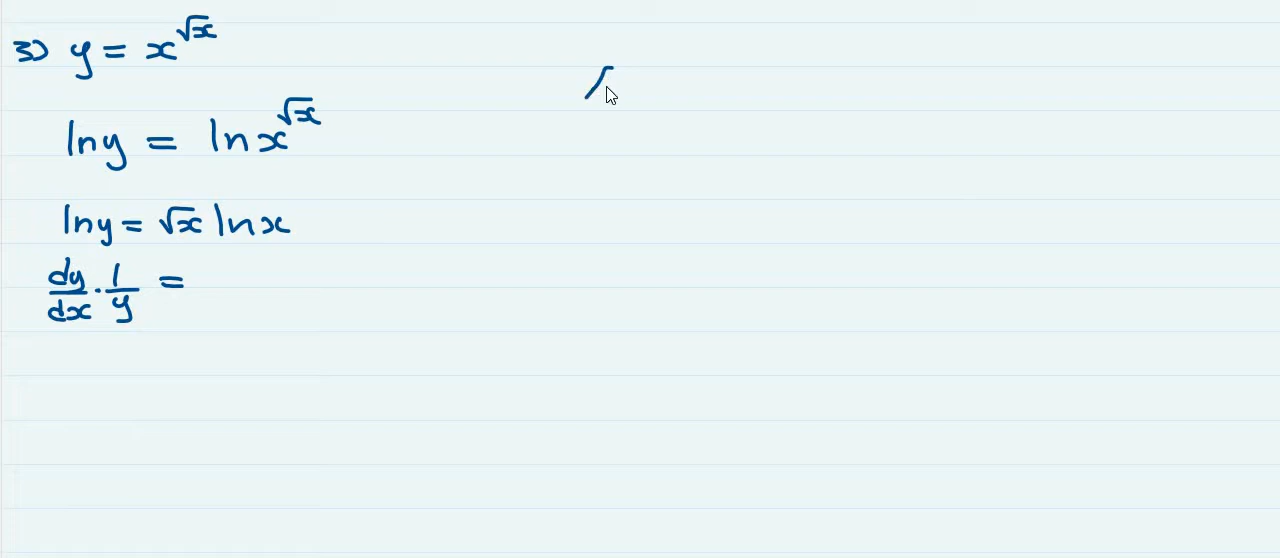 3) y = x^√x
ln y = ln x^√x
ln y = √x ln x
dy/dx · 1/y =